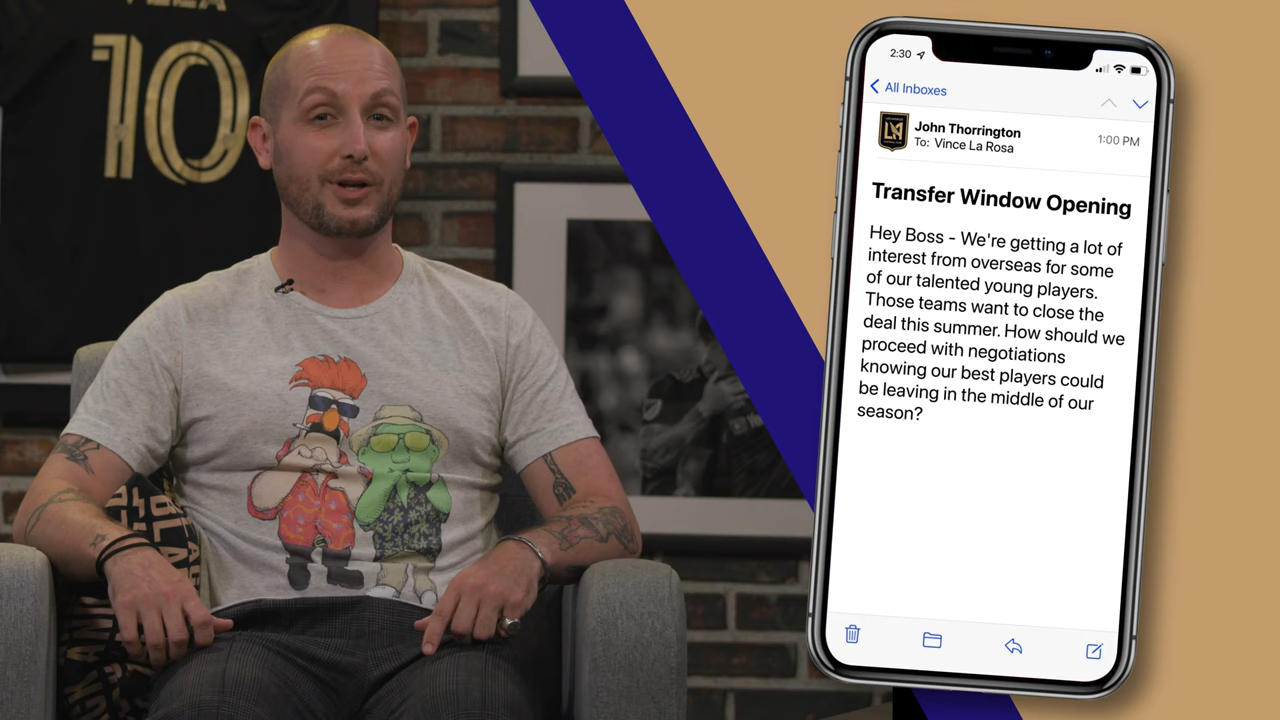 10
2:30
All Inboxes
John Thorrington
1:00 PM
To: Vince La Rosa
Transfer Window Opening
Hey Boss - We're getting a lot of
interest from overseas for some
of our talented young players.
Those teams want to close the
deal this summer. How should we
proceed with negotiations
knowing our best players could
be leaving in the middle of our
season?